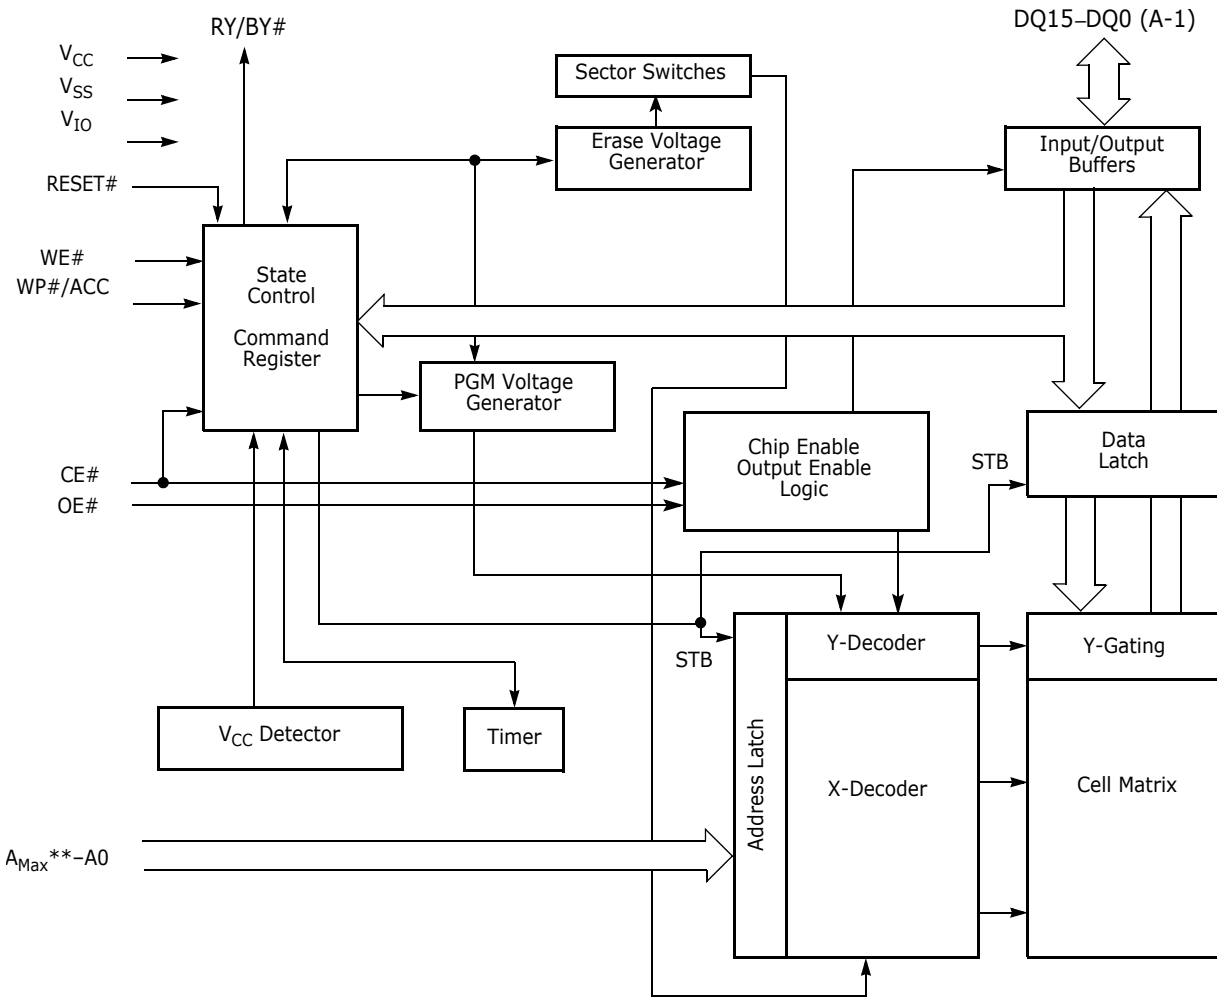 RY/BY#
DQ15–DQ0 (A-1)
VCC
VSS
VIO
RESET#
WE#
WP#/ACC
CE#
OE#
Sector Switches
Erase Voltage
Generator
Input/Output
Buffers
State
Control
Command
Register
PGM Voltage
Generator
Chip Enable
Output Enable
Logic
STB
Data
Latch
STB
Y-Decoder
Y-Gating
VCC Detector
Timer
Address Latch
X-Decoder
Cell Matrix
AMax**–A0